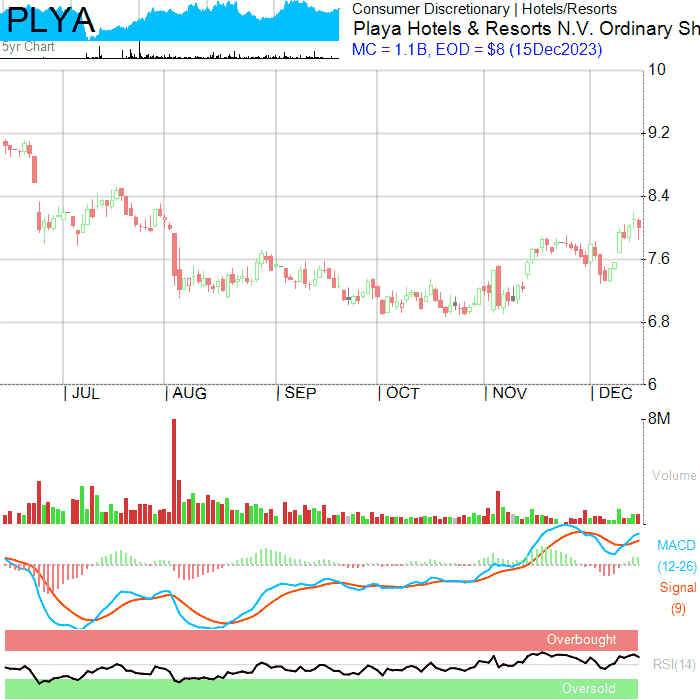 PLYA
5yr Chart
Consumer Discretionary | Hotels/Resorts
Playa Hotels & Resorts N.V. Ordinary Sh
MC = 1.1B, EOD = $8 (15Dec2023)
10
9.2
8.4
7.6
6.8
6
| JUL | AUG | SEP | OCT | NOV | DEC
8M
Volume
MACD
(12-26)
Signal
(9)
Overbought
RSI(14)
Oversold